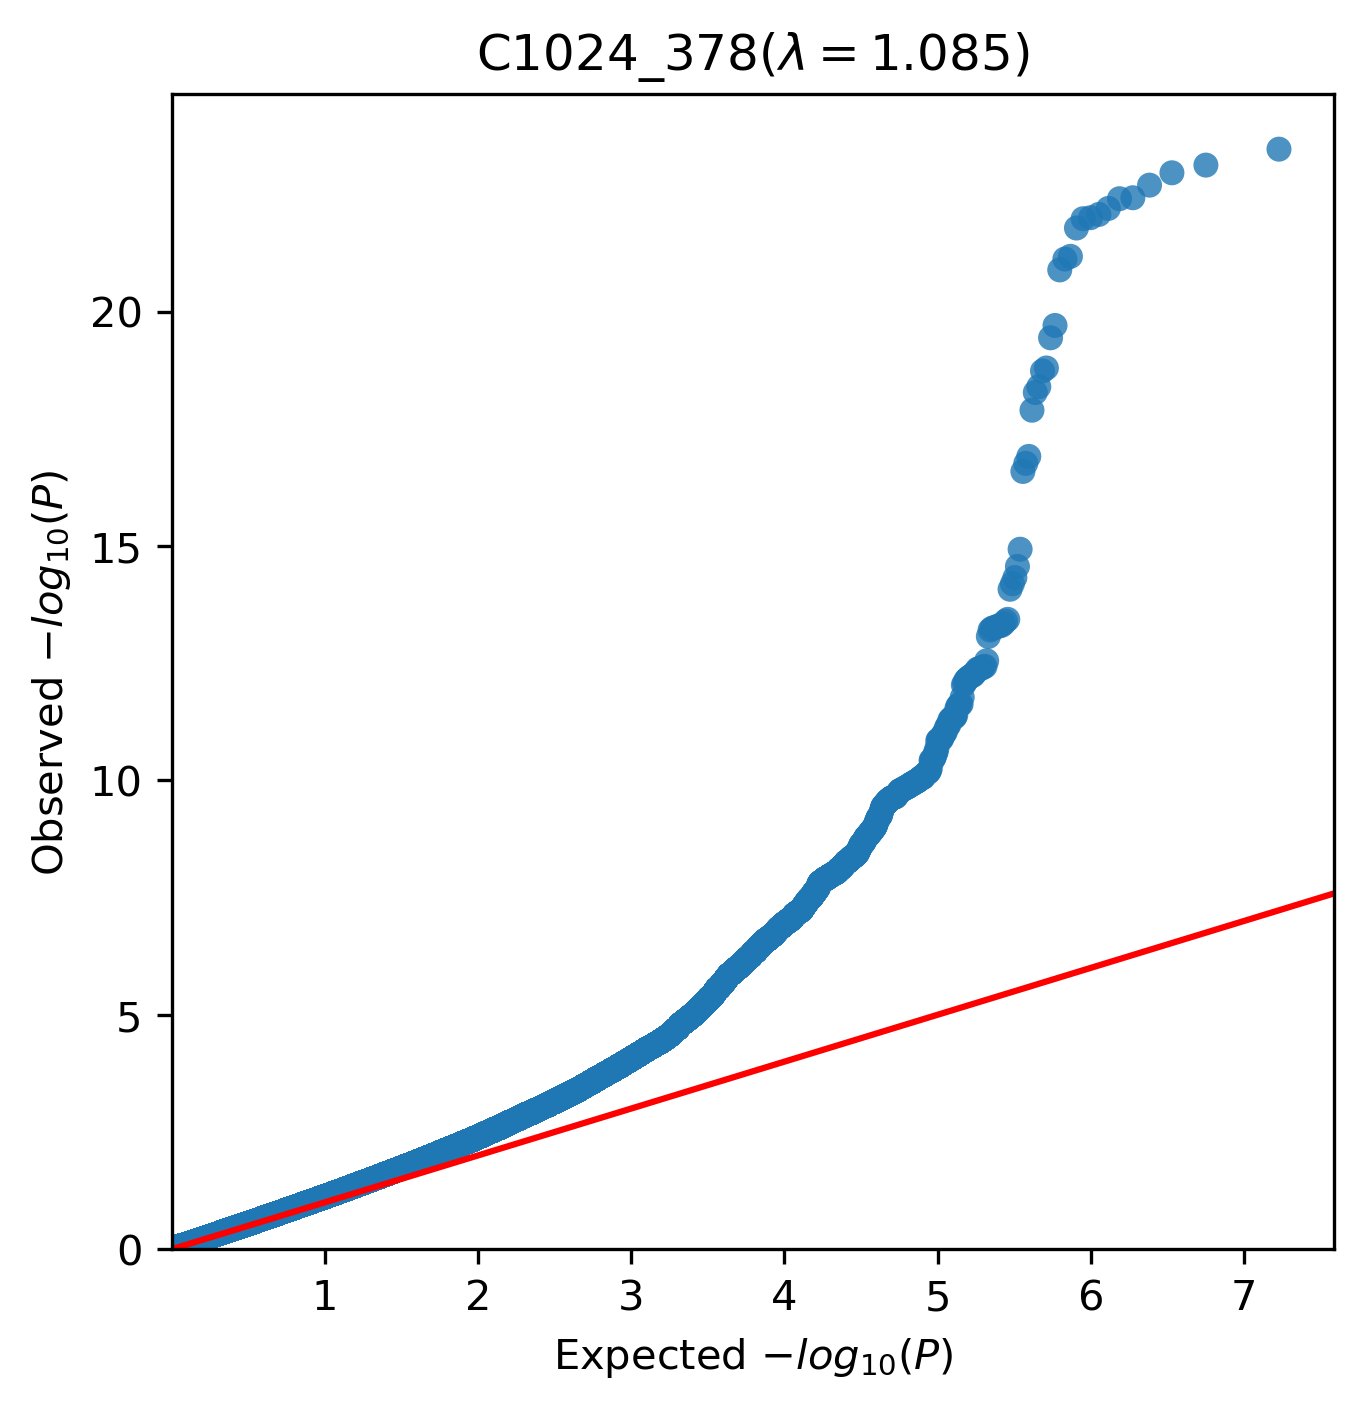 C1024_378(λ = 1.085)
20
15
10
5
0
Observed −log₁₀(P)
1 2 3 4 5 6 7
Expected −log₁₀(P)